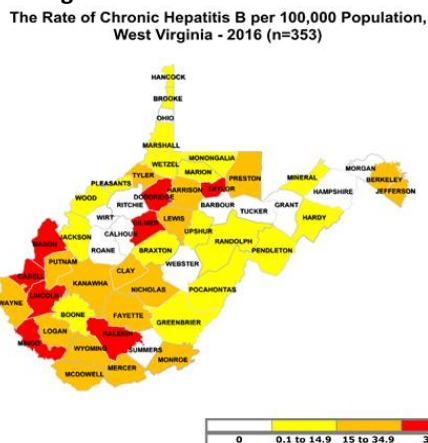 The Rate of Chronic Hepatitis B per 100,000 Population,
West Virginia - 2016 (n=353)
HANCOCK
BROOKE
OHIO
MARSHALL
WETZEL
MONONGALIA
MARION
PRESTON
TYLER
PLEASANTS
DODDRIDGE
HARRISON
TAYLOR
MINERAL
MORGAN
BERKELEY
JEFFERSON
HAMPSHIRE
WOOD
RITCHIE
BARBOUR
TUCKER
GRANT
HARDY
WIRT
GILMER
LEWIS
UPSHUR
RANDOLPH
PENDLETON
JACKSON
CALHOUN
MASON
ROANE
BRAXTON
WEBSTER
PUTNAM
CABELL
KANAWHA
CLAY
NICHOLAS
POCAHONTAS
LINCOLN
WAYNE
BOONE
FAYETTE
GREENBRIER
LOGAN
RALEIGH
MINGO
WYOMING
SUMMERS
MONROE
MERCER
MCDOWELL
0 0.1 to 14.9 15 to 34.9